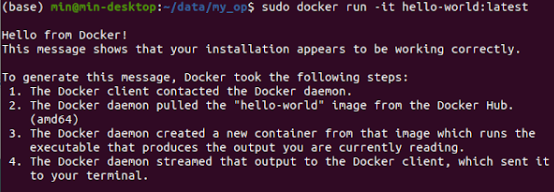 (base) min@min-desktop:~/data/my_op$ sudo docker run -it hello-world:latest
Hello from Docker!
This message shows that your installation appears to be working correctly.
To generate this message, Docker took the following steps:
1. The Docker client contacted the Docker daemon.
2. The Docker daemon pulled the "hello-world" image from the Docker Hub.
(amd64)
3. The Docker daemon created a new container from that image which runs the
executable that produces the output you are currently reading.
4. The Docker daemon streamed that output to the Docker client, which sent it
to your terminal.